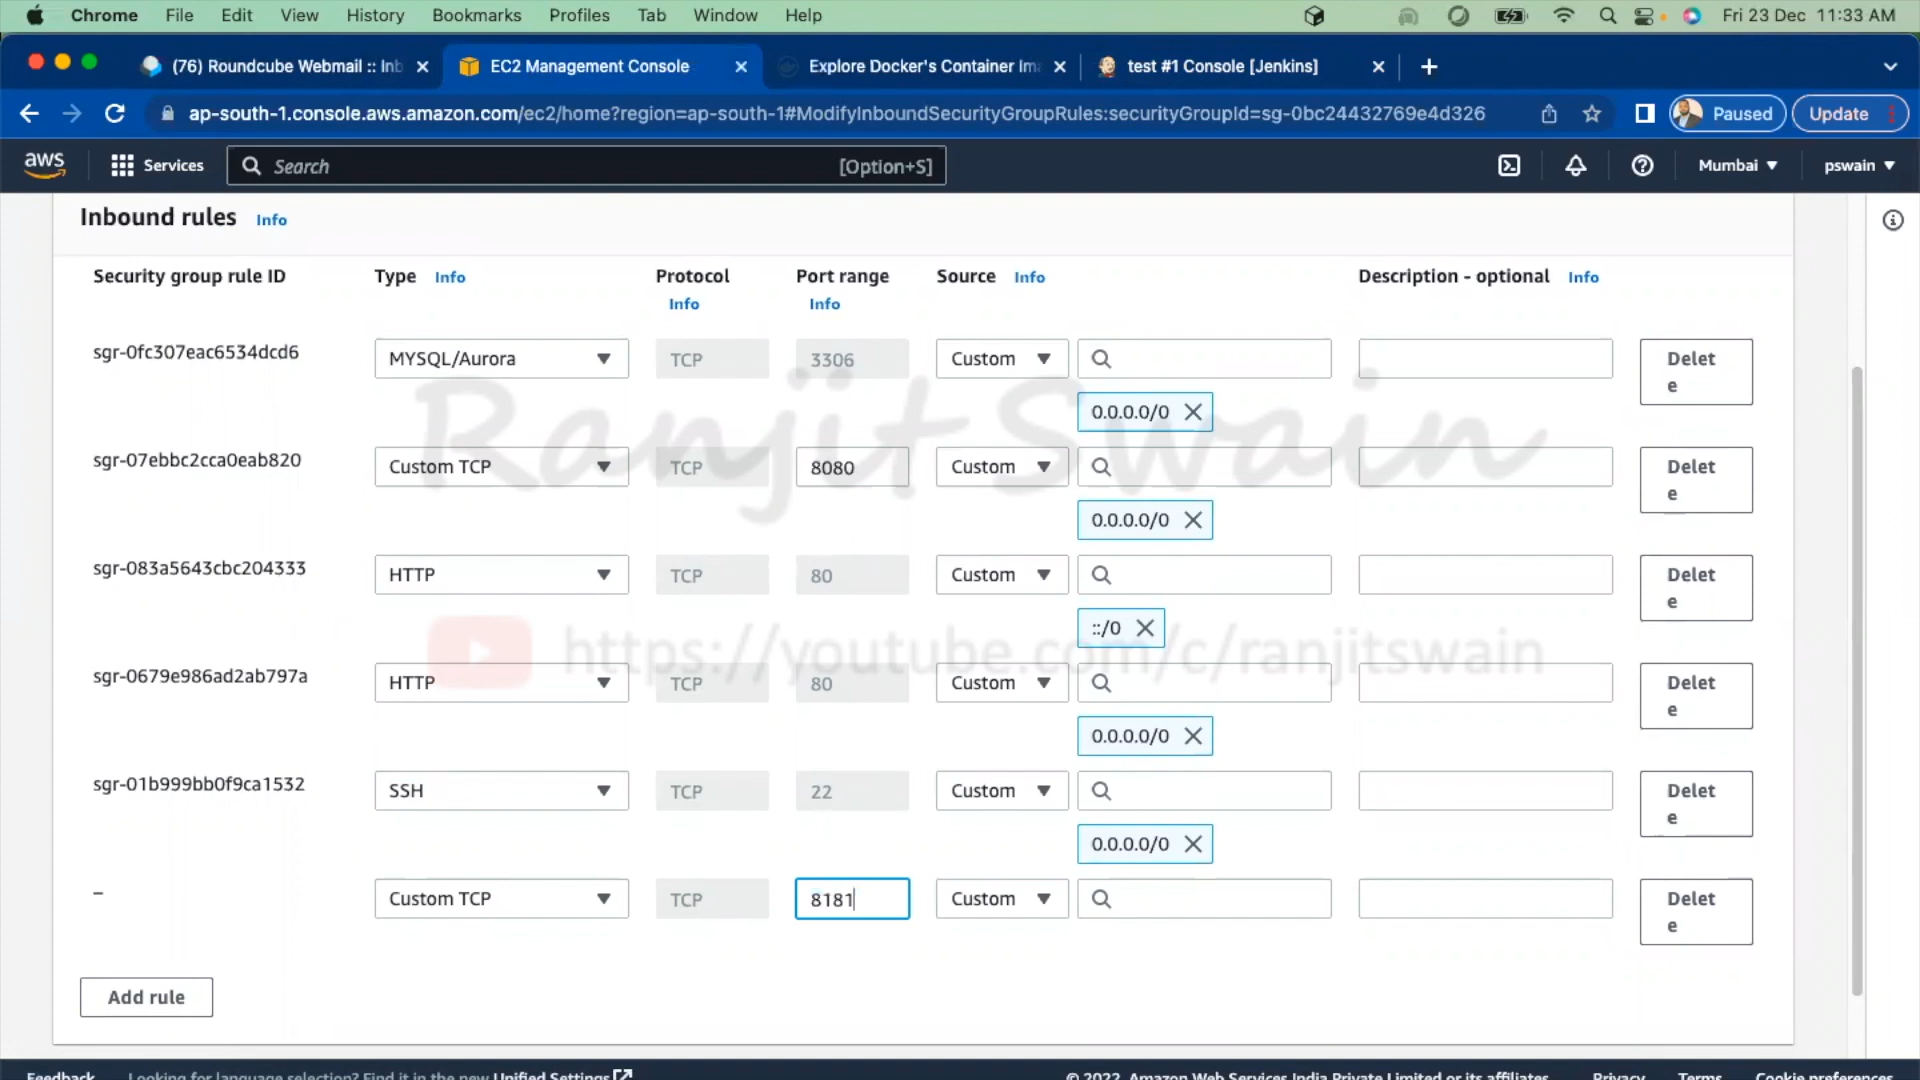 Chrome File Edit View History Bookmarks Profiles Tab Window Help Fri 23 Dec 11:33 AM
(76) Roundcube Webmail :: Inb EC2 Management Console Explore Docker's Container Im test #1 Console [Jenkins]
ap-south-1.console.aws.amazon.com/ec2/home?region=ap-south-1#ModifyInboundSecurityGroupRules:securityGroupId=sg-0bc24432769e4d326 Paused Update
aws Services Search [Option+S] Mumbai pswain
Inbound rules Info
Security group rule ID Type Info Protocol Info Port range Info Source Info Description - optional Info
sgr-0fc307eac6534dcd6 MYSQL/Aurora TCP 3306 Custom Delete
0.0.0.0/0
sgr-07ebbc2cca0eab820 Custom TCP TCP 8080 Custom Delete
Ranjit Swain
0.0.0.0/0
sgr-083a5643cbc204333 HTTP TCP 80 Custom Delete
::/0
https://youtube.com/c/ranjitswain
sgr-0679e986ad2ab797a HTTP TCP 80 Custom Delete
0.0.0.0/0
sgr-01b999bb0f9ca1532 SSH TCP 22 Custom Delete
0.0.0.0/0
– Custom TCP TCP 8181 Custom Delete
Add rule
Feedback Looking for language selection? Find it in the new Unified Settings © 2022, Amazon Web Services India Private Limited or its affiliates. Privacy Terms Cookie preferences